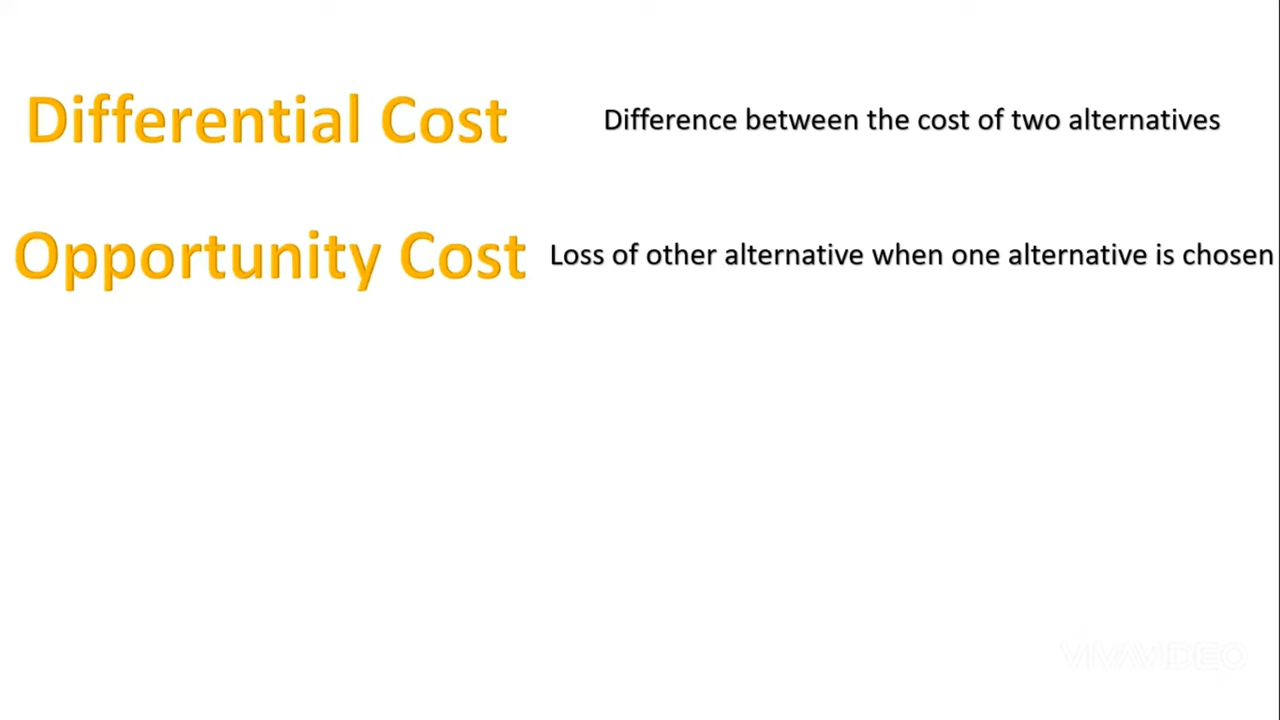 Differential Cost Difference between the cost of two alternatives
Opportunity Cost Loss of other alternative when one alternative is chosen
VIVAVIDEO